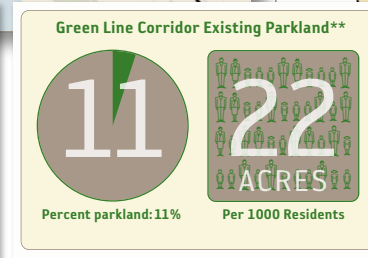 Green Line Corridor Existing Parkland**
11
22
ACRES
Percent parkland: 11%
Per 1000 Residents